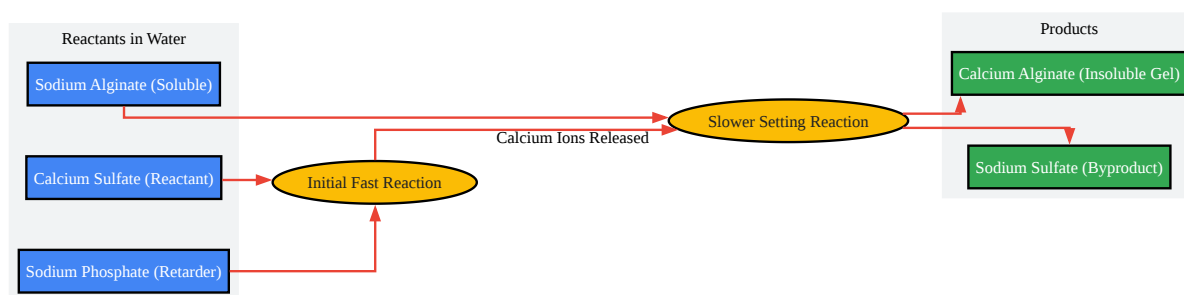 Reactants in Water
Sodium Alginate (Soluble)
Calcium Sulfate (Reactant)
Sodium Phosphate (Retarder)
Initial Fast Reaction
Calcium Ions Released
Slower Setting Reaction
Products
Calcium Alginate (Insoluble Gel)
Sodium Sulfate (Byproduct)